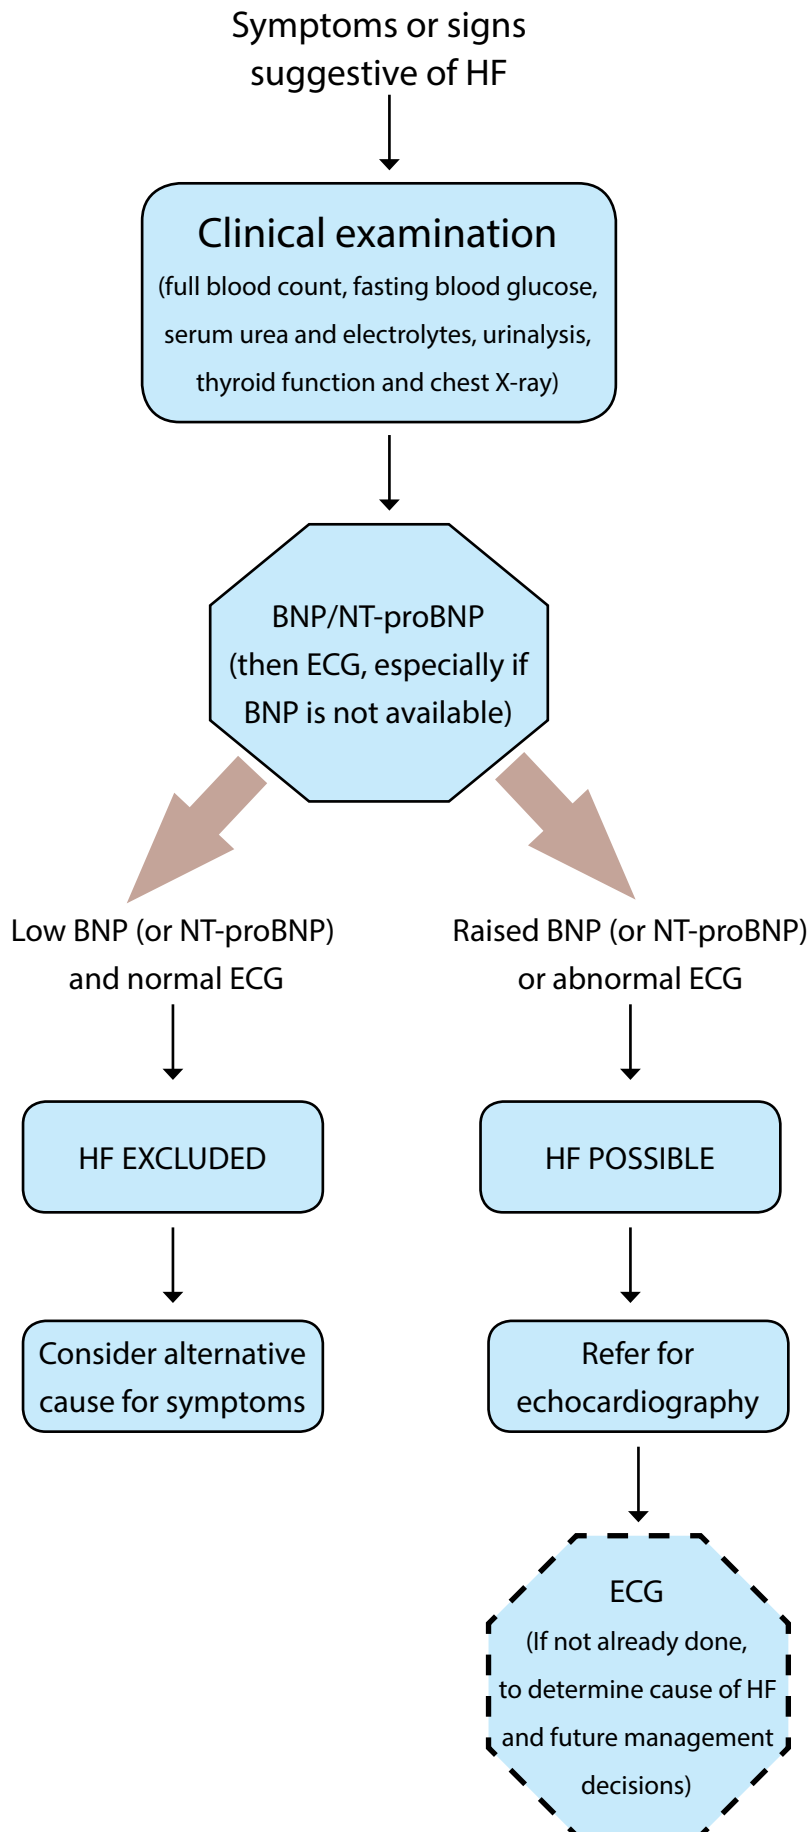 Symptoms or signs
suggestive of HF
Clinical examination
(full blood count, fasting blood glucose,
serum urea and electrolytes, urinalysis,
thyroid function and chest X-ray)
BNP/NT-proBNP
(then ECG, especially if
BNP is not available)
Low BNP (or NT-proBNP)
and normal ECG
Raised BNP (or NT-proBNP)
or abnormal ECG
HF EXCLUDED
HF POSSIBLE
Consider alternative
cause for symptoms
Refer for
echocardiography
ECG
(If not already done,
to determine cause of HF
and future management
decisions)